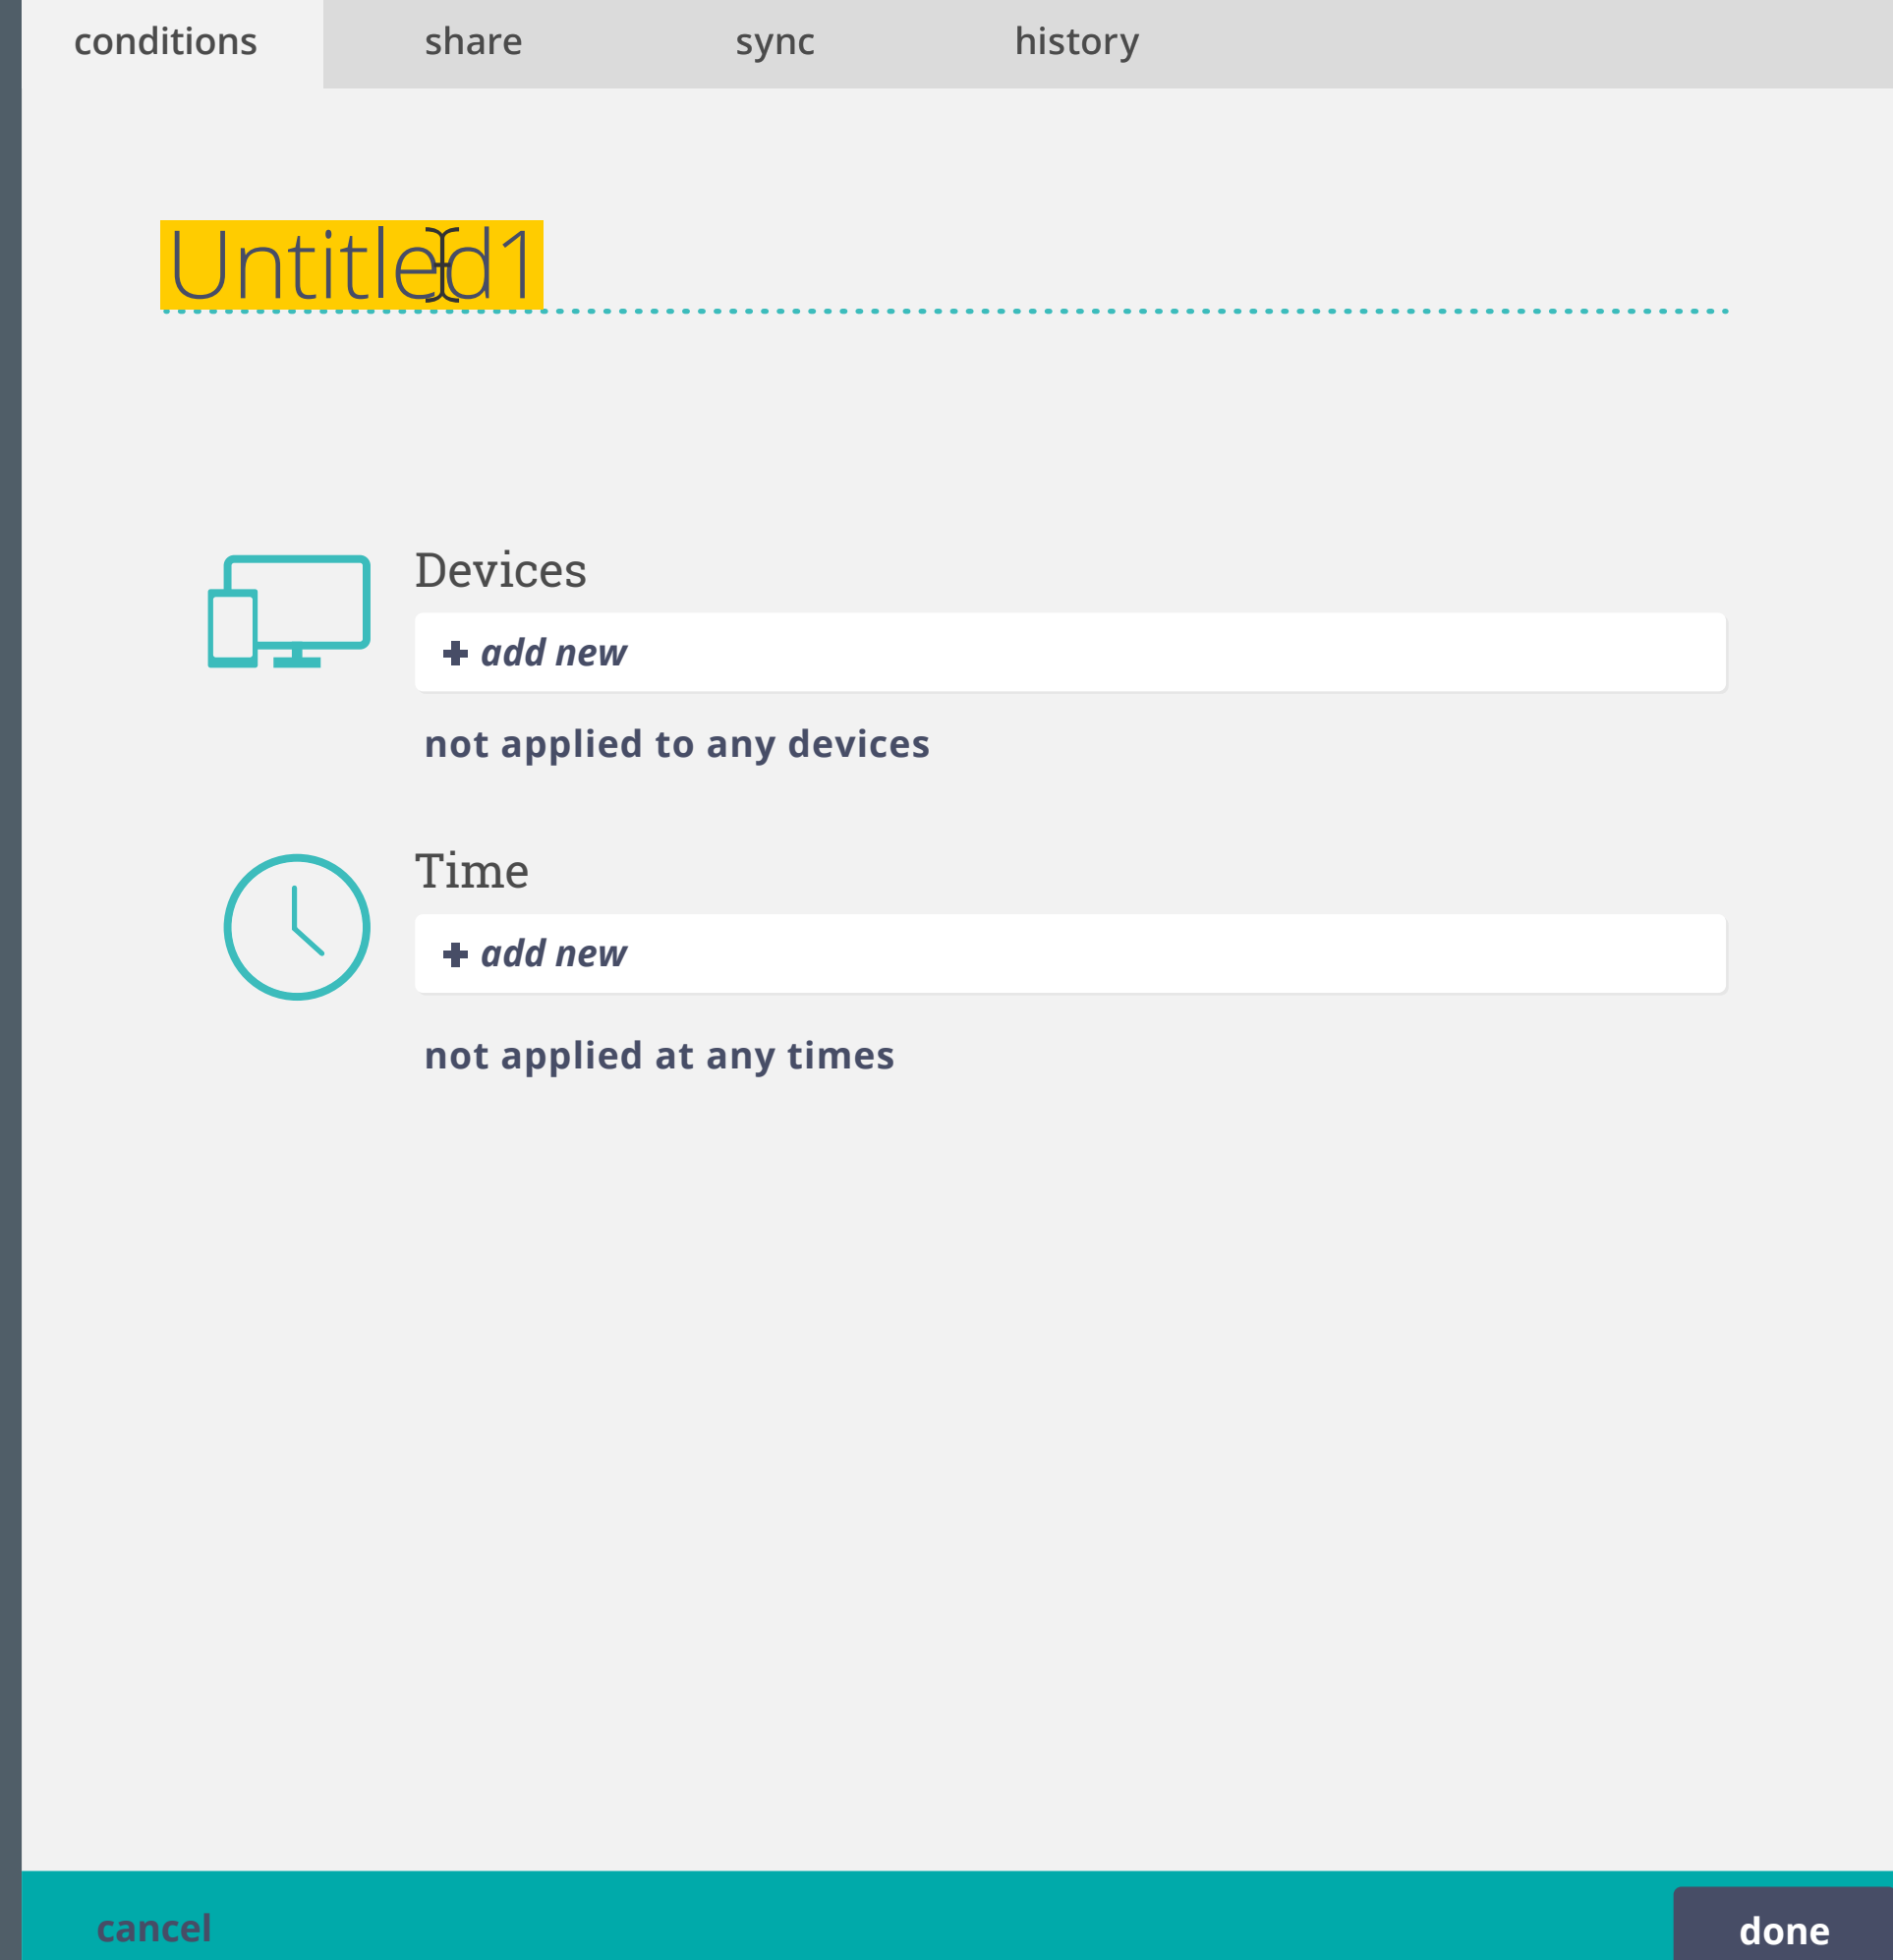 conditions share sync history
Untitled1
Devices
add new
not applied to any devices
Time
add new
not applied at any times
cancel done